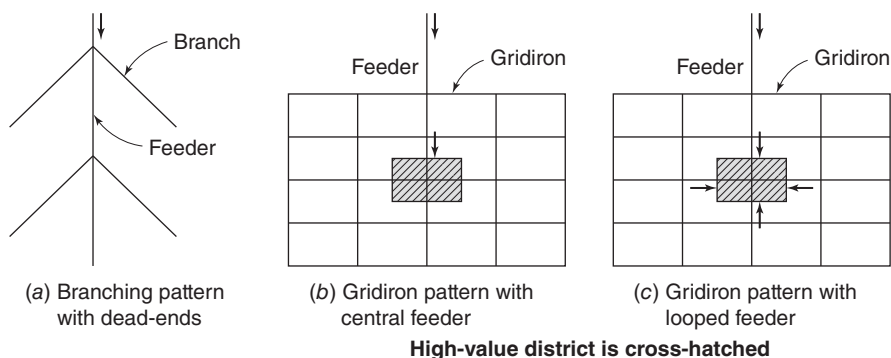 Branch
Feeder
(a) Branching pattern
with dead-ends
Feeder
Gridiron
(b) Gridiron pattern with
central feeder
Feeder
Gridiron
(c) Gridiron pattern with
looped feeder
High-value district is cross-hatched